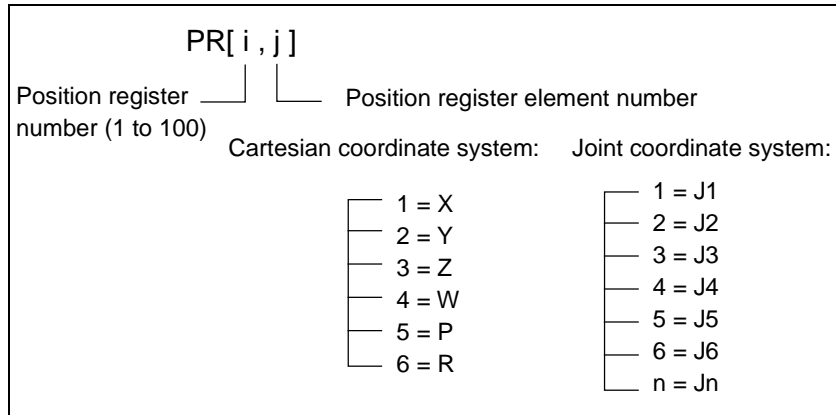 PR[ i , j ]
Position register
number (1 to 100)
Position register element number
Cartesian coordinate system:
1 = X
2 = Y
3 = Z
4 = W
5 = P
6 = R
Joint coordinate system:
1 = J1
2 = J2
3 = J3
4 = J4
5 = J5
6 = J6
n = Jn